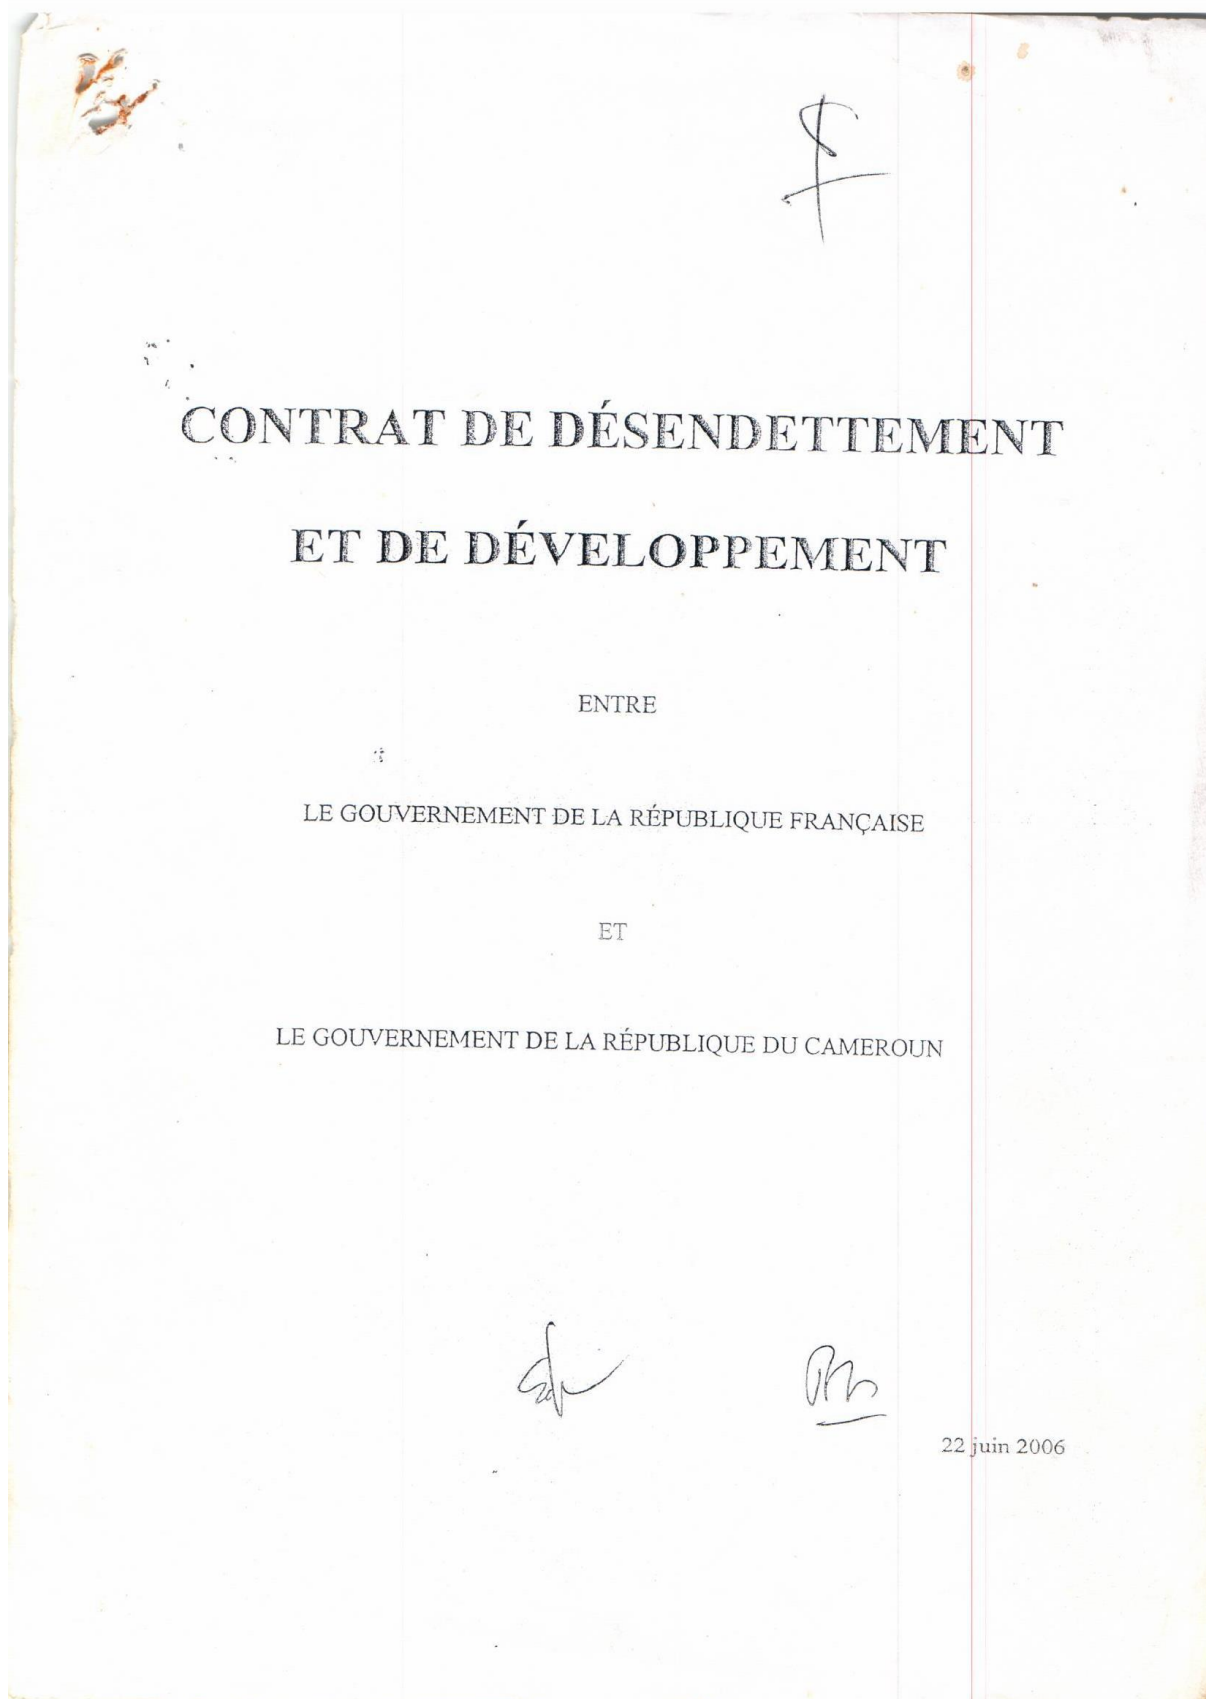 CONTRAT DE DÉSENDETTEMENT
ET DE DÉVELOPPEMENT
ENTRE
LE GOUVERNEMENT DE LA RÉPUBLIQUE FRANÇAISE
ET
LE GOUVERNEMENT DE LA RÉPUBLIQUE DU CAMEROUN
22 juin 2006